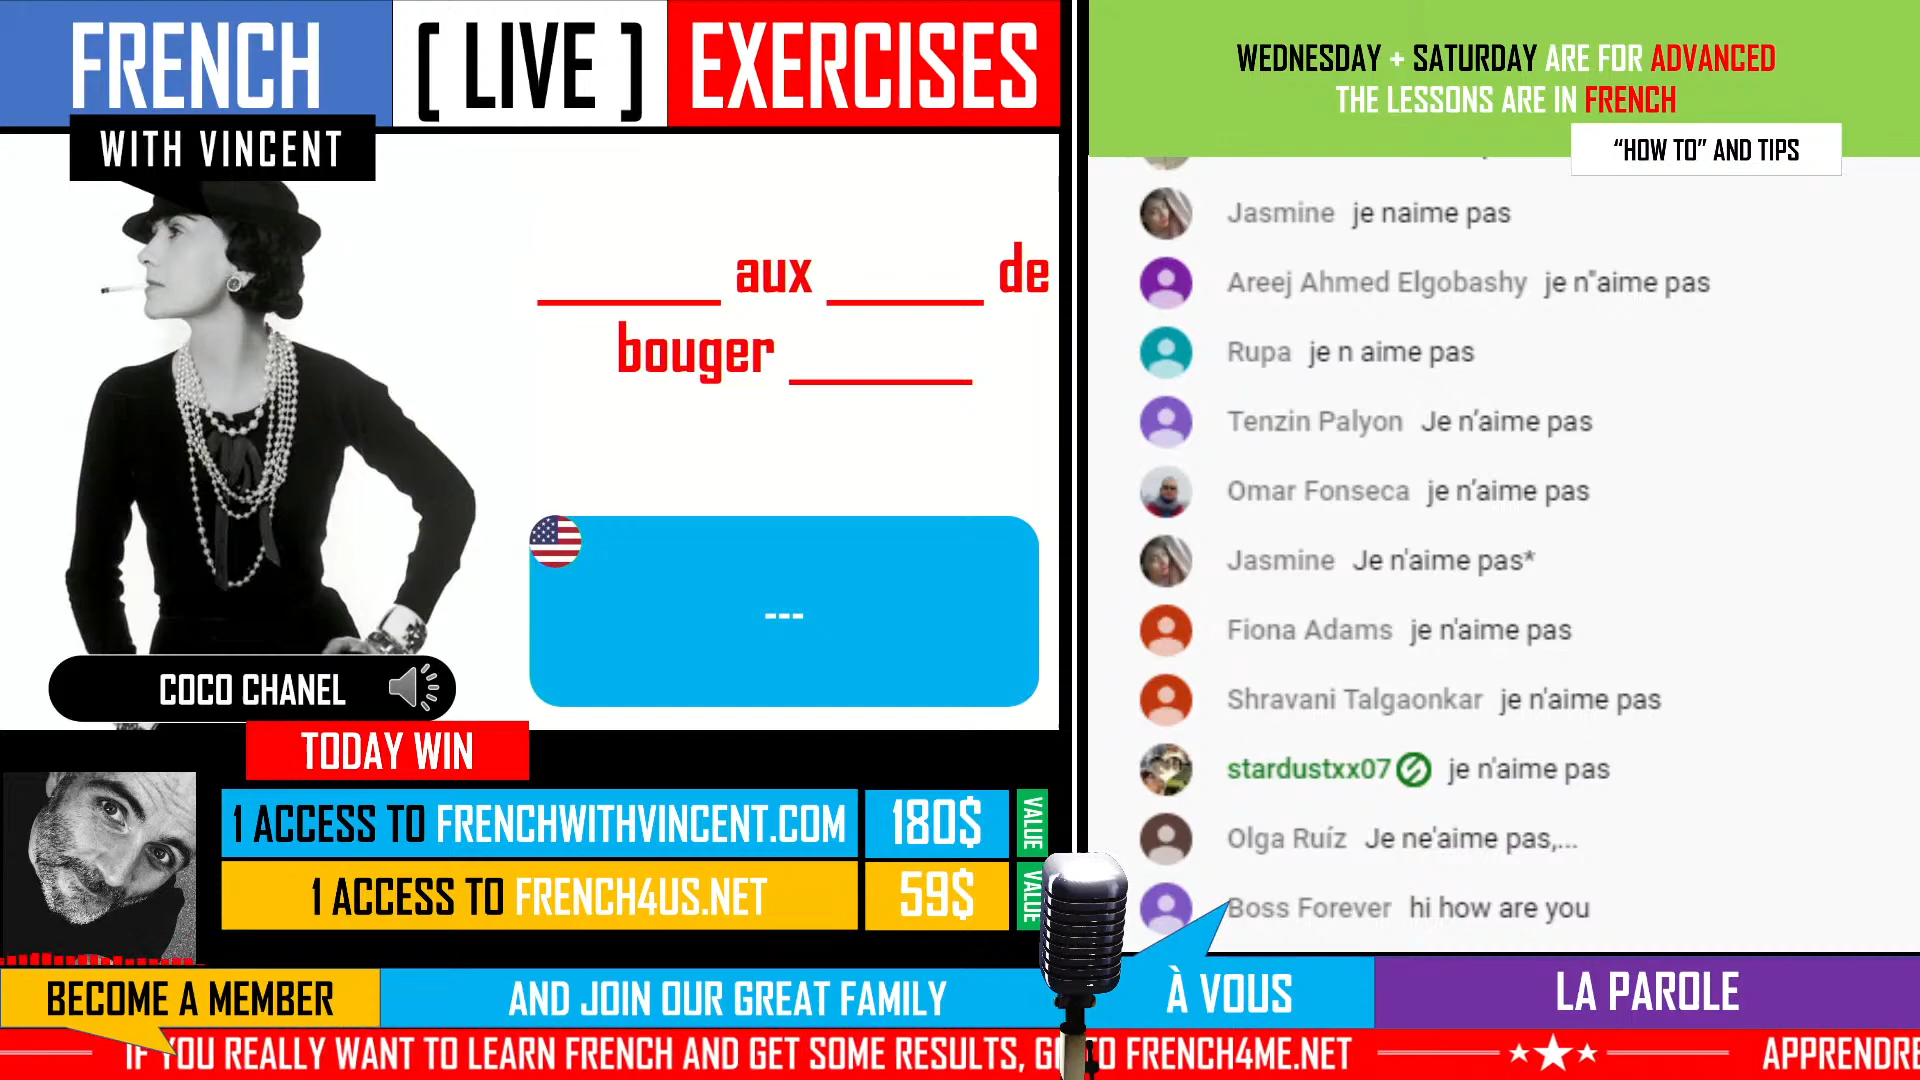 FRENCH
[ LIVE ]
EXERCISES
WITH VINCENT
______ aux ______ de
bouger ______
---
COCO CHANEL
TODAY WIN
1 ACCESS TO FRENCHWITHVINCENT.COM 180$ VALUE
1 ACCESS TO FRENCH4US.NET 59$ VALUE
BECOME A MEMBER
AND JOIN OUR GREAT FAMILY
WEDNESDAY + SATURDAY ARE FOR ADVANCED
THE LESSONS ARE IN FRENCH
“HOW TO” AND TIPS
Jasmine je naime pas
Areej Ahmed Elgobashy je n"aime pas
Rupa je n aime pas
Tenzin Palyon Je n’aime pas
Omar Fonseca je n’aime pas
Jasmine Je n'aime pas*
Fiona Adams je n'aime pas
Shravani Talgaonkar je n'aime pas
stardustxx07 je n'aime pas
Olga Ruíz Je ne'aime pas,...
Boss Forever hi how are you
À VOUS
LA PAROLE
IF YOU REALLY WANT TO LEARN FRENCH AND GET SOME RESULTS, GO TO FRENCH4ME.NET
APPRENDRE